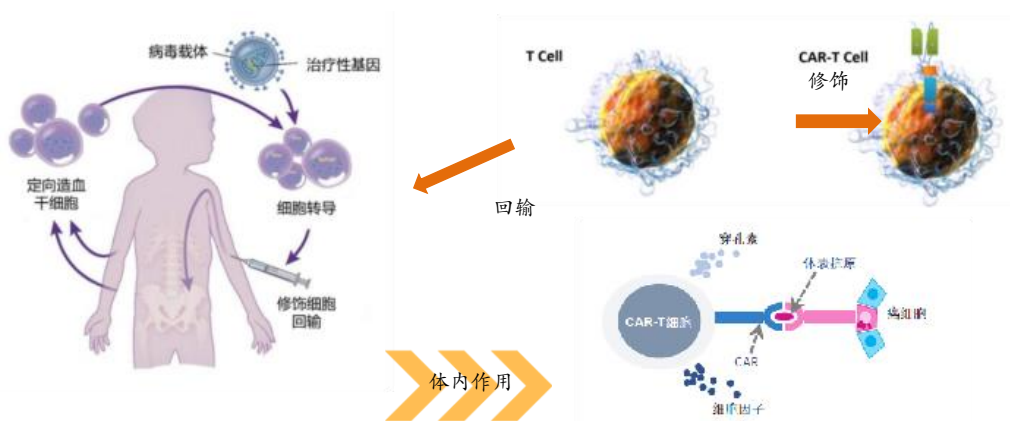 病毒载体
治疗性基因
定向造血
干细胞
细胞转导
修饰细胞
回输
T Cell
CAR-T Cell
修饰
回输
穿孔素
体表抗原
CAR-T细胞
癌细胞
CAR
细胞因子
体内作用